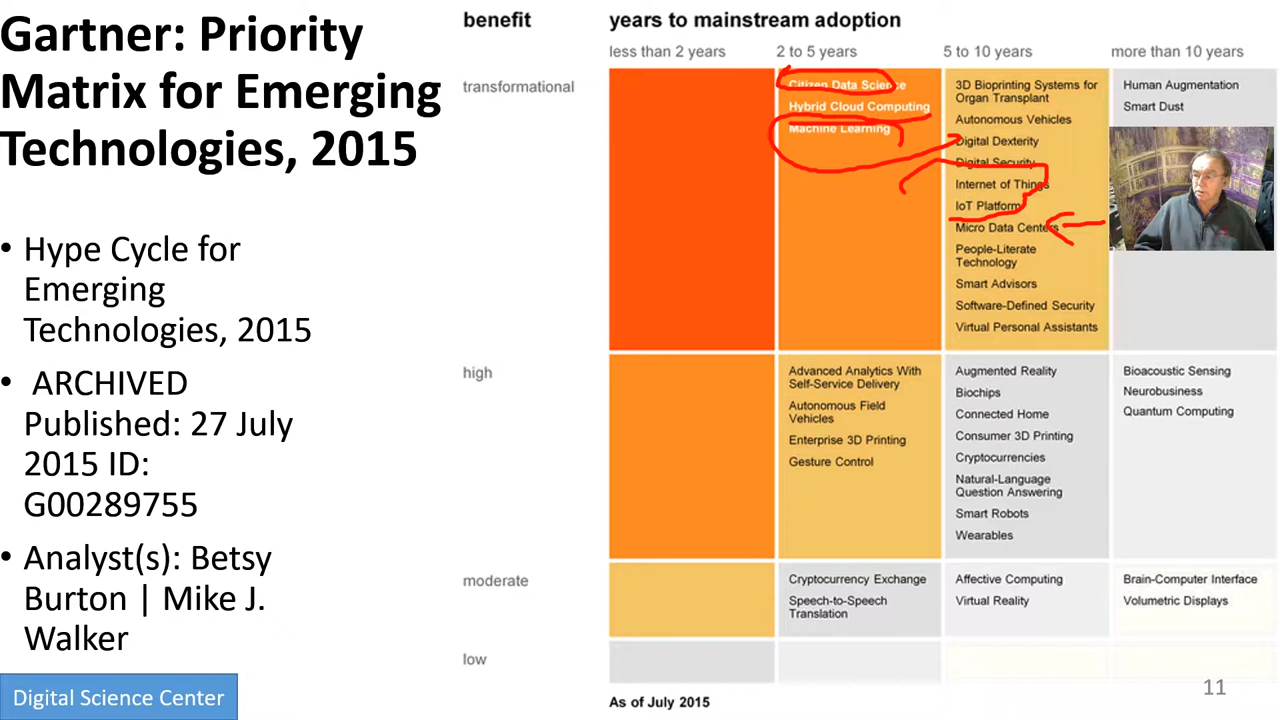 Gartner: Priority
Matrix for Emerging
Technologies, 2015
• Hype Cycle for
Emerging
Technologies, 2015
• ARCHIVED
Published: 27 July
2015 ID:
G00289755
• Analyst(s): Betsy
Burton | Mike J.
Walker
Digital Science Center
benefit
years to mainstream adoption
less than 2 years
2 to 5 years
5 to 10 years
more than 10 years
transformational
Citizen Data Science
Hybrid Cloud Computing
Machine Learning
3D Bioprinting Systems for
Organ Transplant
Autonomous Vehicles
Digital Dexterity
Digital Security
Internet of Things
IoT Platform
Micro Data Centers
People-Literate
Technology
Smart Advisors
Software-Defined Security
Virtual Personal Assistants
Human Augmentation
Smart Dust
high
Advanced Analytics With
Self-Service Delivery
Autonomous Field
Vehicles
Enterprise 3D Printing
Gesture Control
Augmented Reality
Biochips
Connected Home
Consumer 3D Printing
Cryptocurrencies
Natural-Language
Question Answering
Smart Robots
Wearables
Bioacoustic Sensing
Neurobusiness
Quantum Computing
moderate
Cryptocurrency Exchange
Speech-to-Speech
Translation
Affective Computing
Virtual Reality
Brain-Computer Interface
Volumetric Displays
low
As of July 2015
11